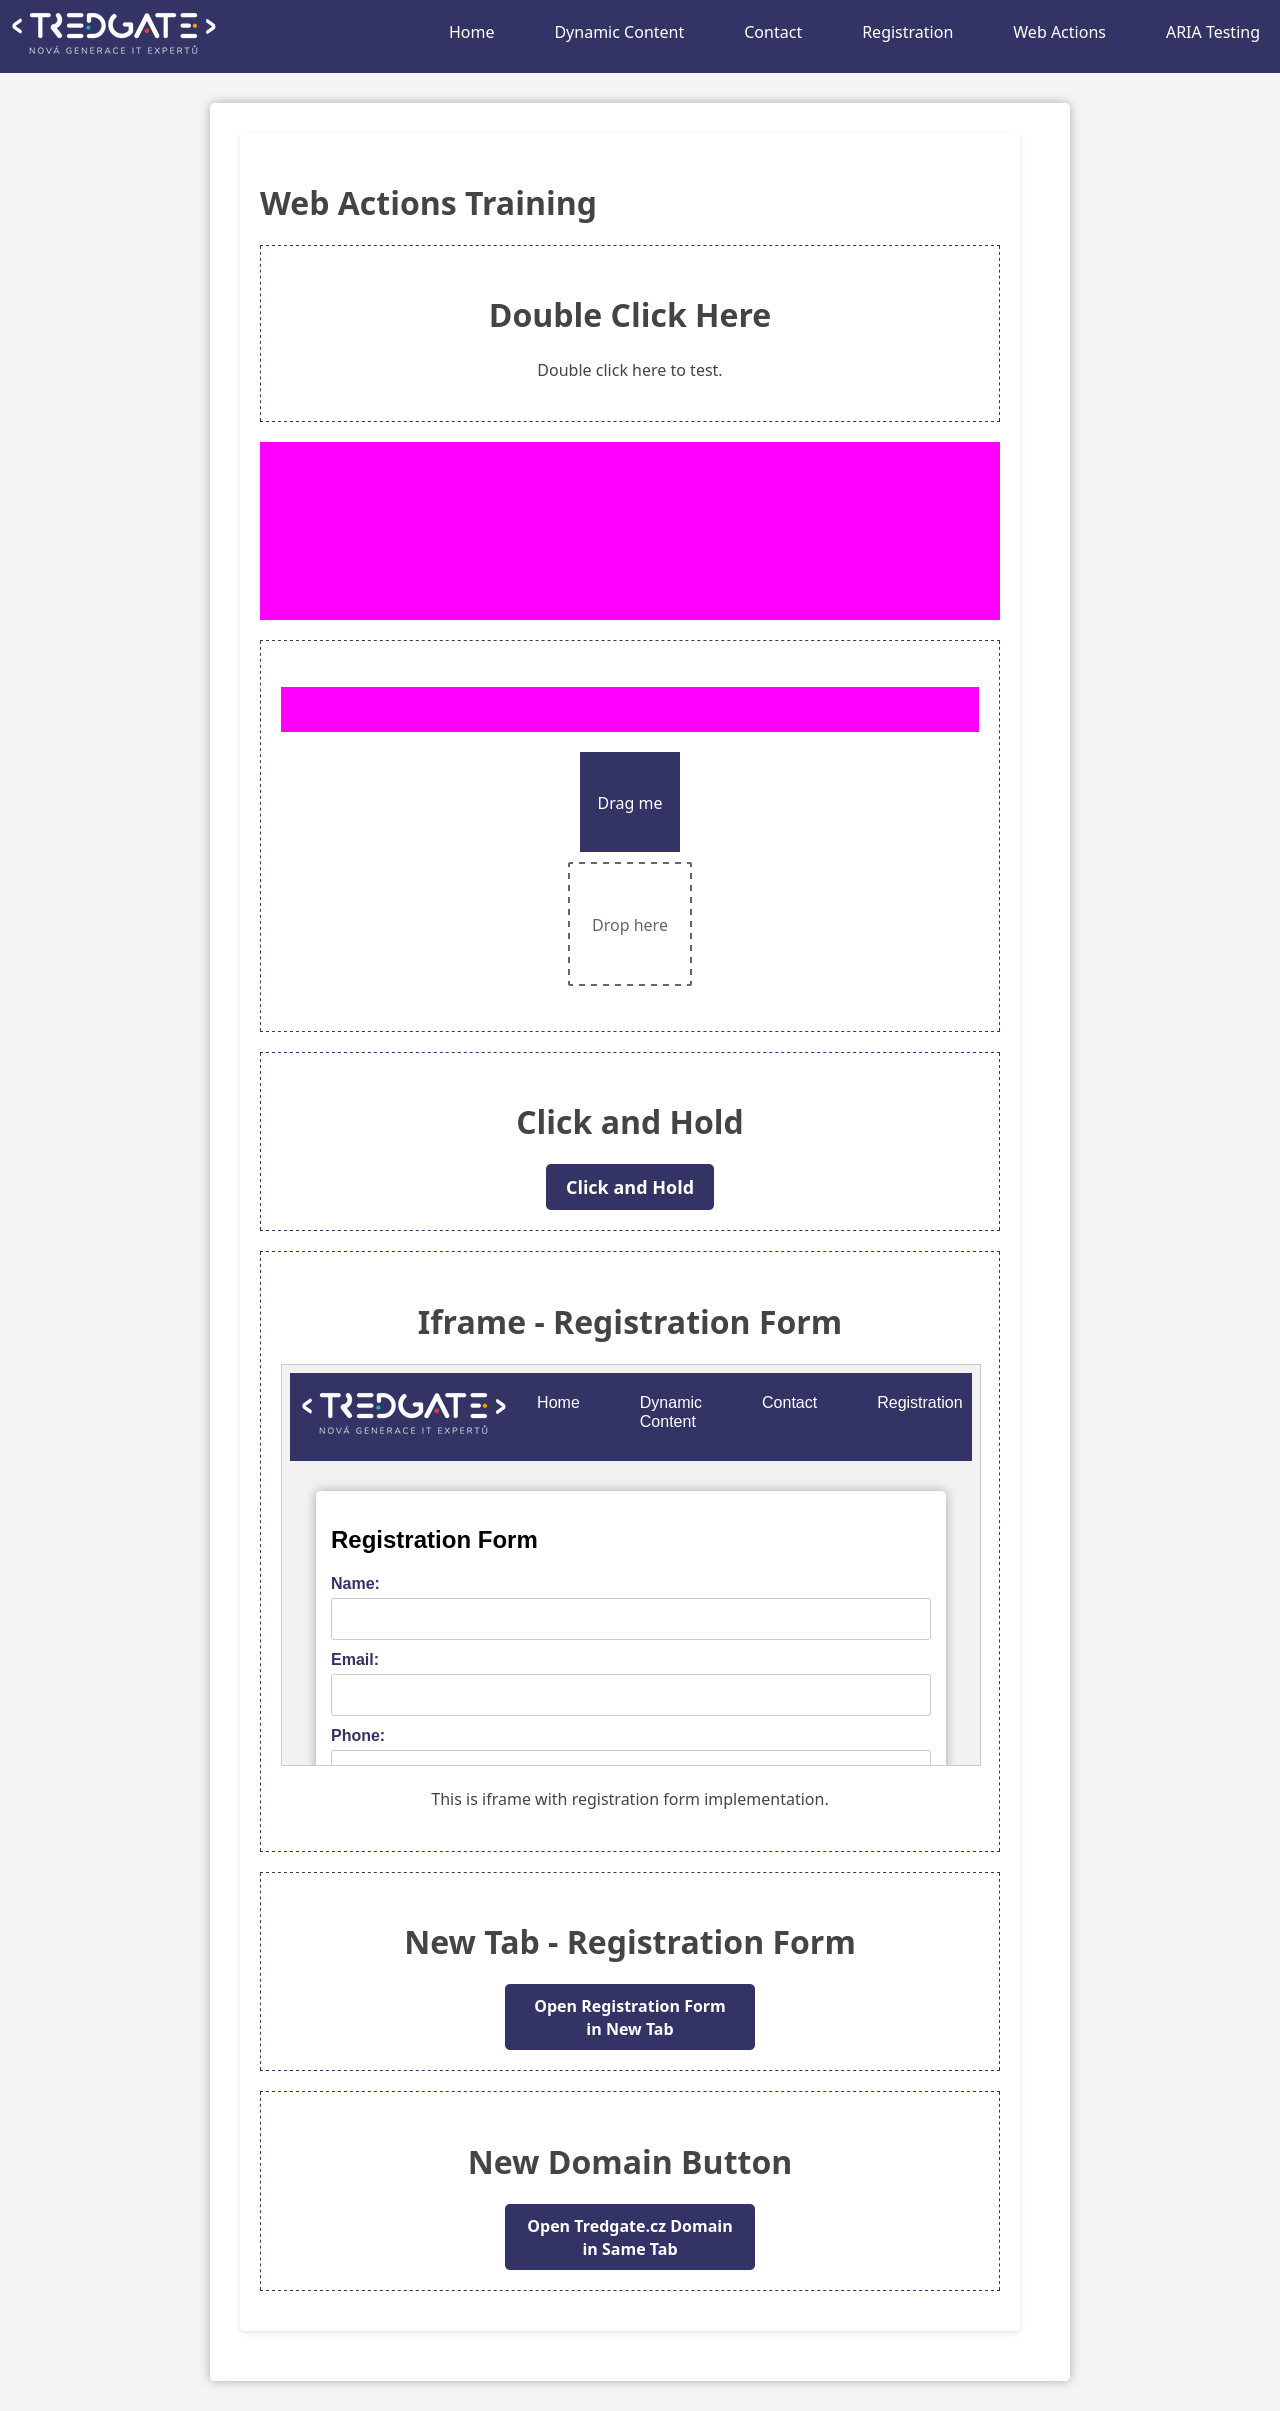 TREDGATE
NOVÁ GENERACE IT EXPERTŮ
Home
Dynamic Content
Contact
Registration
Web Actions
ARIA Testing
Web Actions Training
Double Click Here
Double click here to test.
Drag me
Drop here
Click and Hold
Click and Hold
Iframe - Registration Form
TREDGATE
NOVÁ GENERACE IT EXPERTŮ
Home
Dynamic
Content
Contact
Registration
Registration Form
Name:
Email:
Phone:
This is iframe with registration form implementation.
New Tab - Registration Form
Open Registration Form
in New Tab
New Domain Button
Open Tredgate.cz Domain
in Same Tab